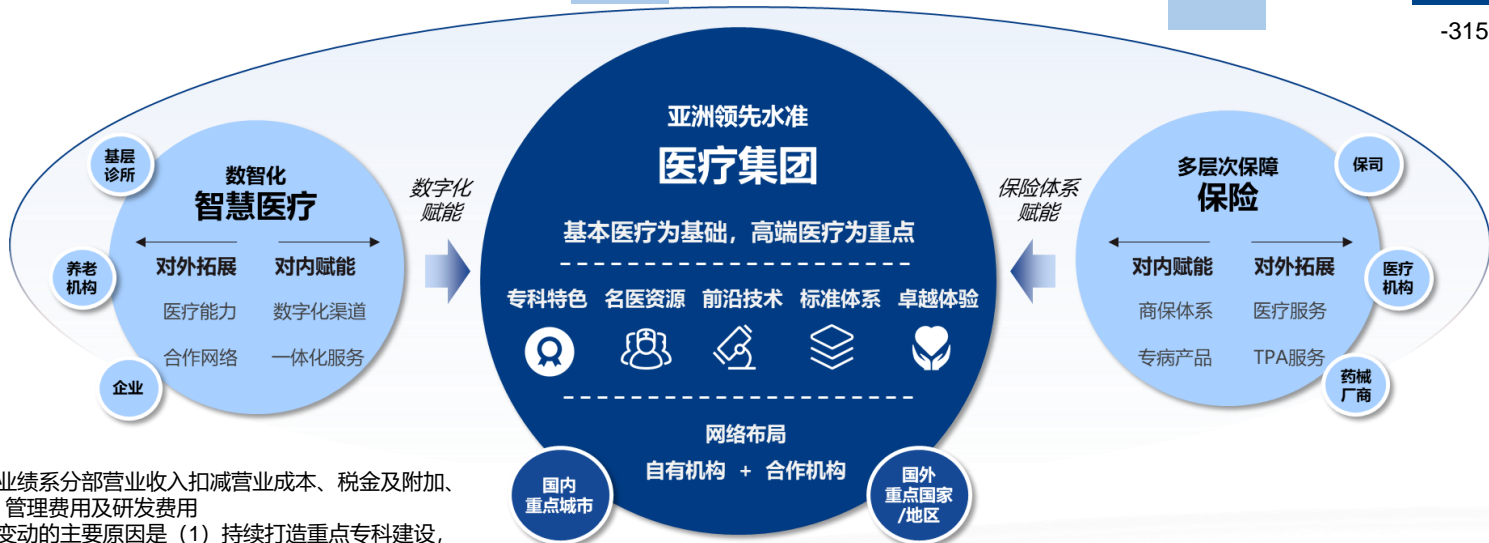 -315
亚洲领先水准
医疗集团
基本医疗为基础，高端医疗为重点
专科特色 名医资源 前沿技术 标准体系 卓越体验
网络布局
自有机构 + 合作机构
国内
重点城市
国外
重点国家
/地区
基层
诊所
养老
机构
企业
数智化
智慧医疗
对外拓展 对内赋能
医疗能力 数字化渠道
合作网络 一体化服务
数字化
赋能
保险体系
赋能
多层次保障
保险
对内赋能 对外拓展
商保体系 医疗服务
专病产品 TPA服务
保司
医疗
机构
药械
厂商
业绩系分部营业收入扣减营业成本、税金及附加、
管理费用及研发费用
变动的主要原因是（1）持续打造重点专科建设，